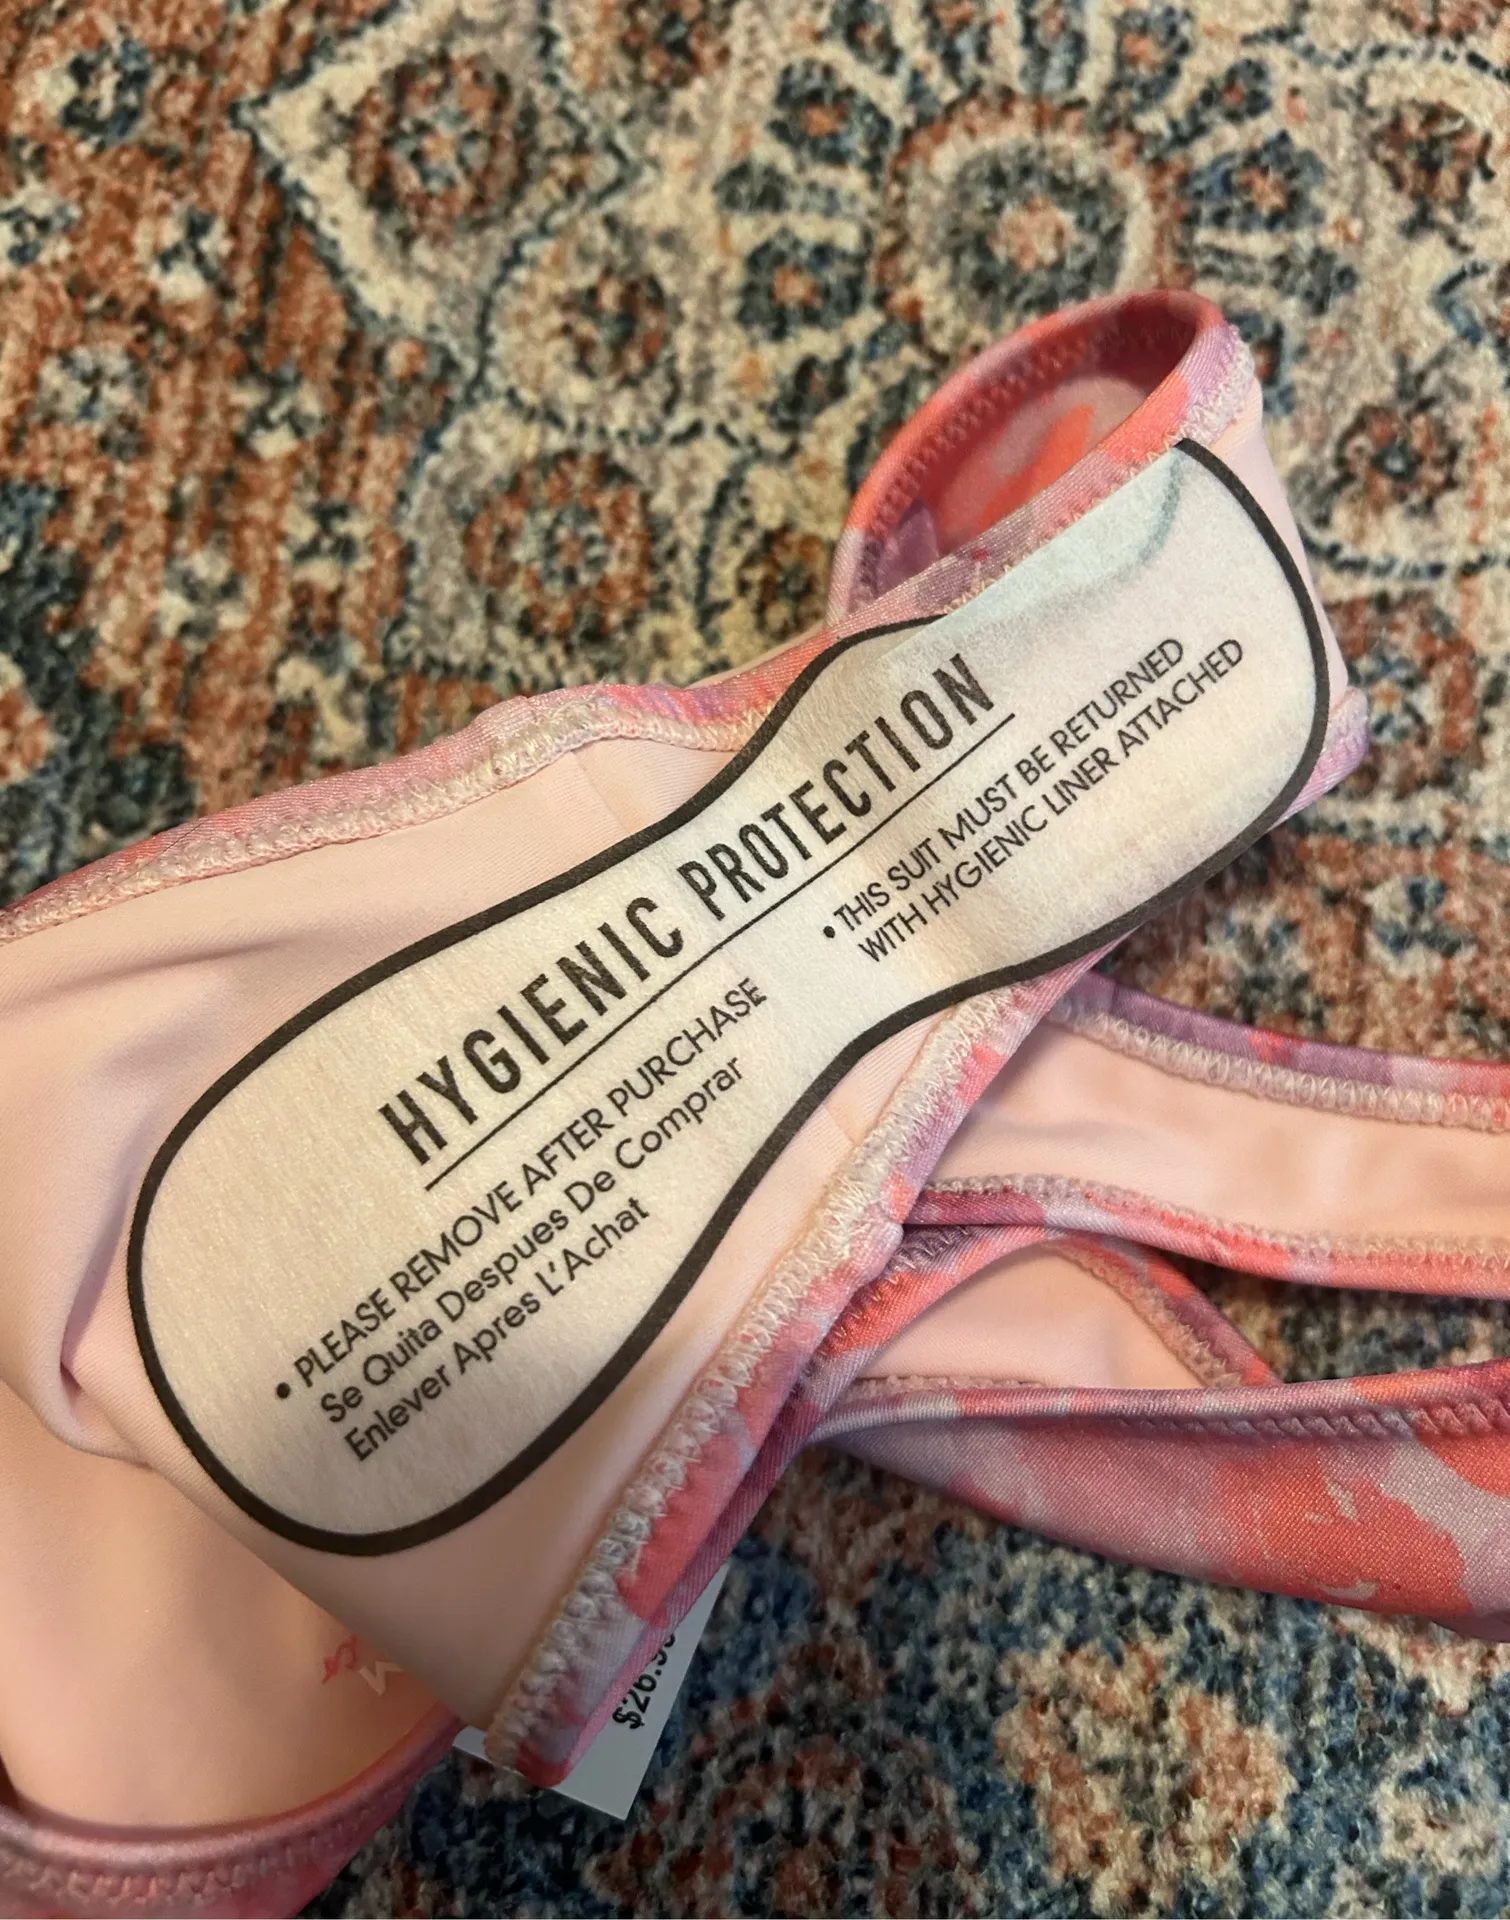 HYGIENIC PROTECTION
• PLEASE REMOVE AFTER PURCHASE
Se Quita Despues De Comprar
Enlever Apres L'Achat
• THIS SUIT MUST BE RETURNED
WITH HYGIENIC LINER ATTACHED
M